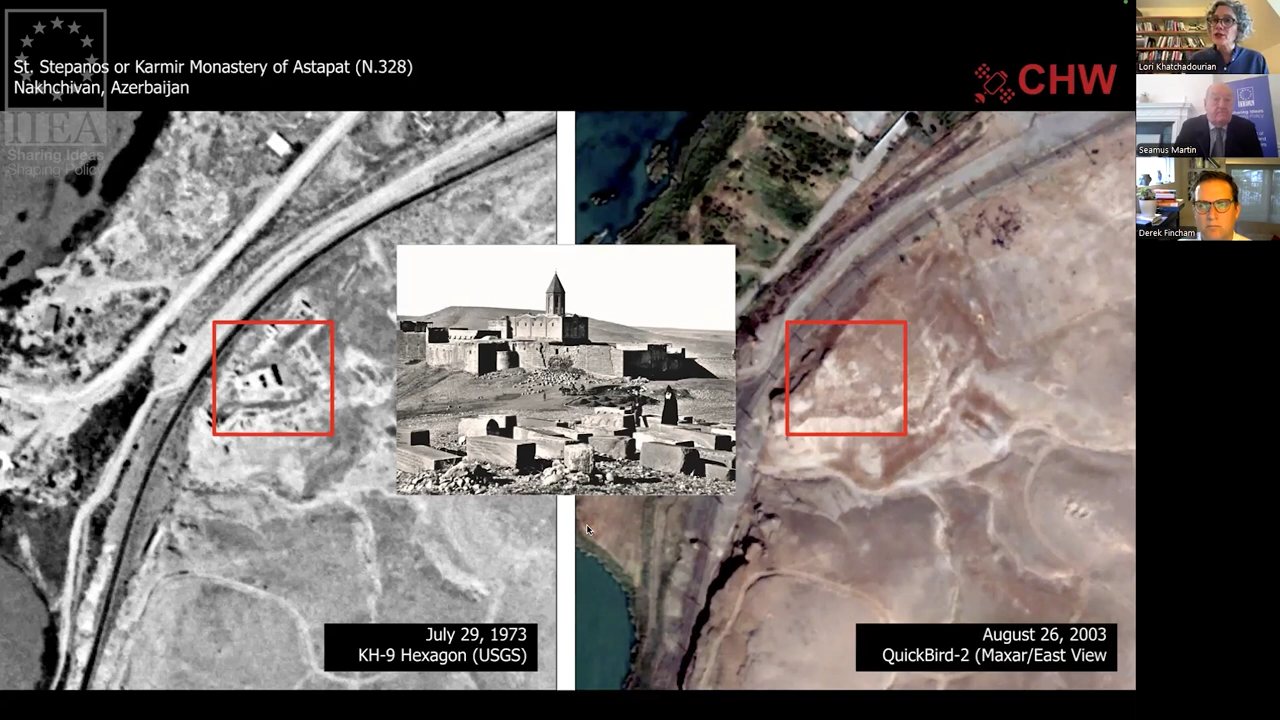 St. Stepanos or Karmir Monastery of Astapat (N.328)
Nakhchivan, Azerbaijan
IIEA
Sharing Ideas
Shaping Policy
CHW
July 29, 1973
KH-9 Hexagon (USGS)
August 26, 2003
QuickBird-2 (Maxar/East View
Lori Khatchadourian
Seamus Martin
Derek Fincham